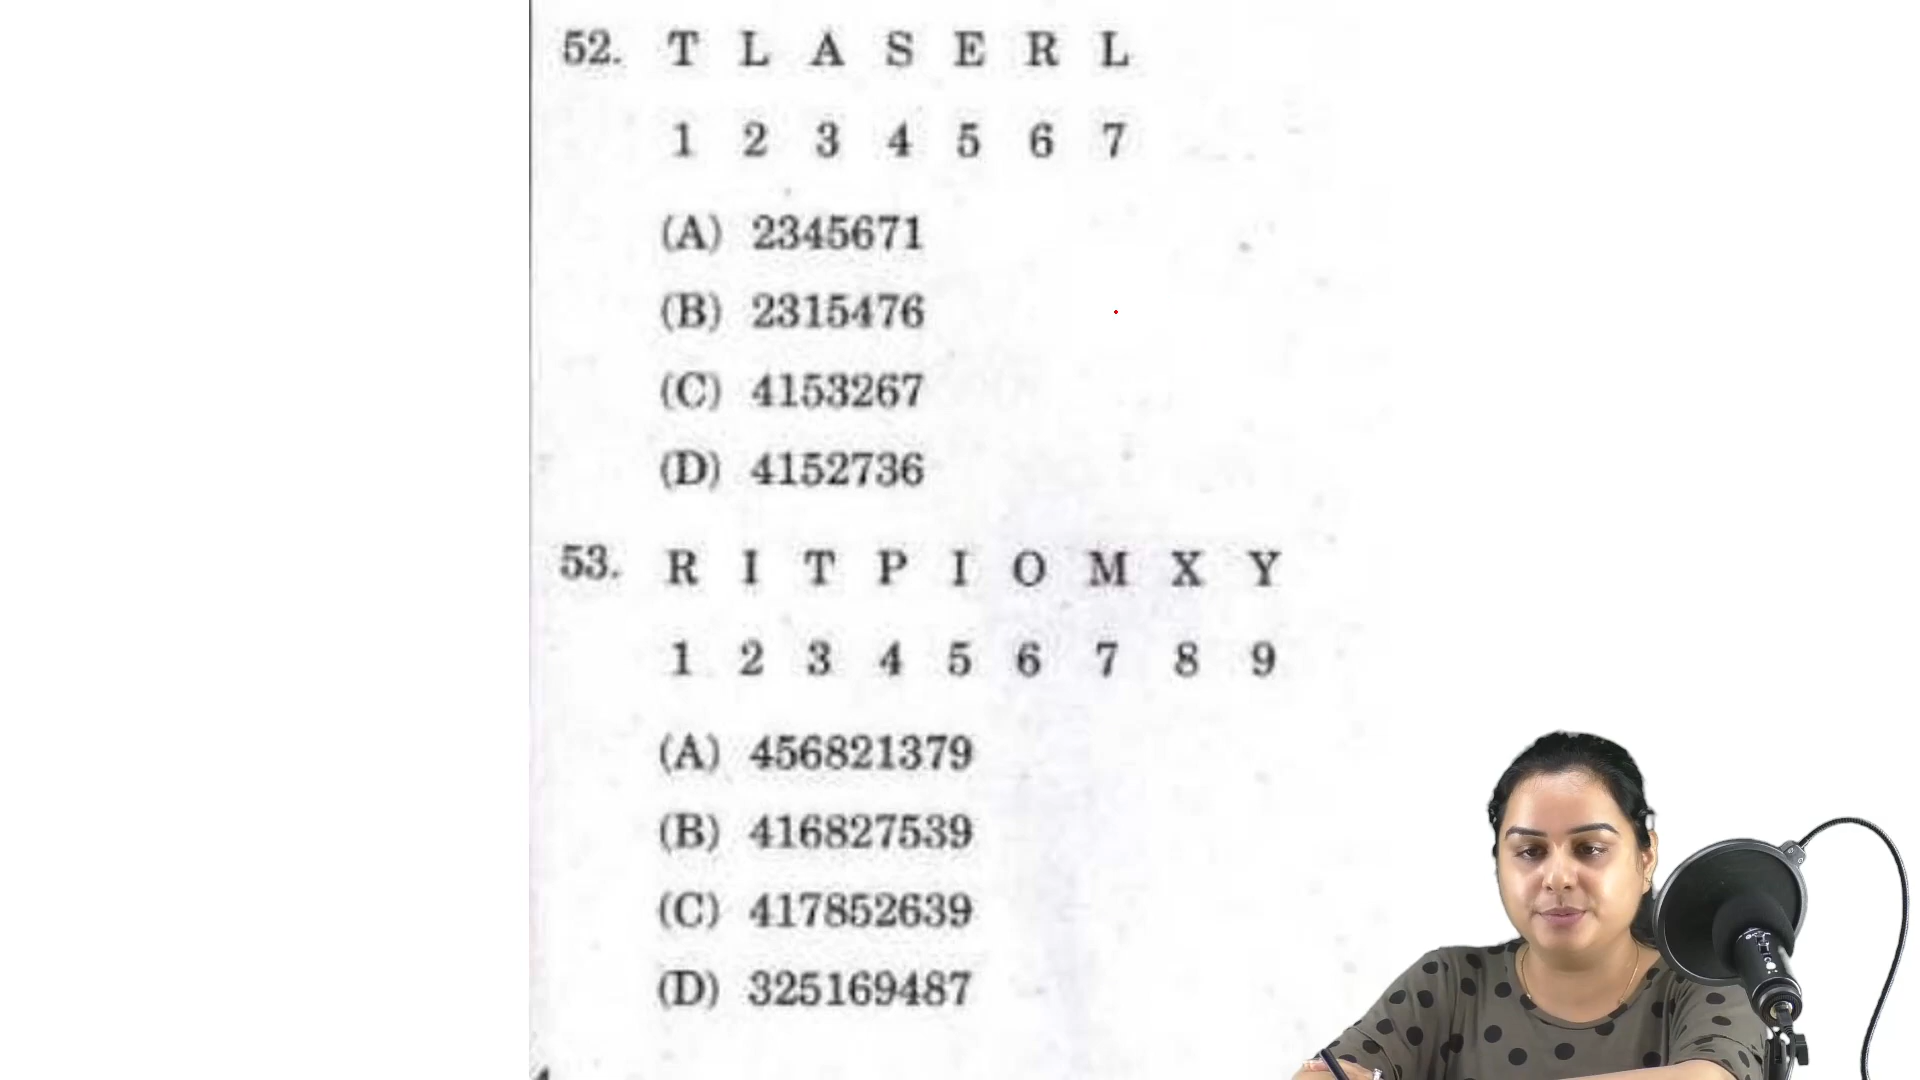 52. T L A S E R L
1 2 3 4 5 6 7
(A) 2345671
(B) 2315476
(C) 4153267
(D) 4152736
53. R I T P I O M X Y
1 2 3 4 5 6 7 8 9
(A) 456821379
(B) 416827539
(C) 417852639
(D) 325169487